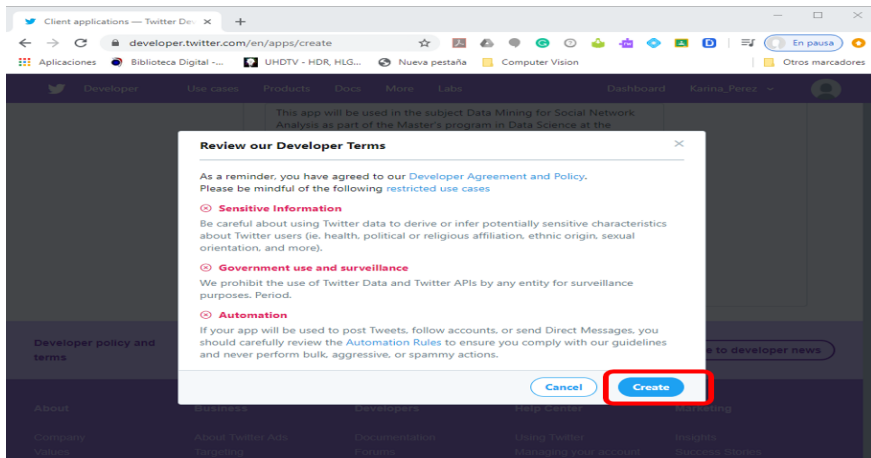 Client applications — Twitter Dev
developer.twitter.com/en/apps/create
En pausa
Aplicaciones
Biblioteca Digital -...
UHDTV - HDR, HLG...
Nueva pestaña
Computer Vision
Otros marcadores
Developer
Use cases
Products
Docs
More
Labs
Dashboard
Karina_Perez
This app will be used in the subject Data Mining for Social Network
Analysis as part of the Master's program in Data Science at the
Review our Developer Terms
As a reminder, you have agreed to our Developer Agreement and Policy.
Please be mindful of the following restricted use cases
Sensitive Information
Be careful about using Twitter data to derive or infer potentially sensitive characteristics
about Twitter users (ie. health, political or religious affiliation, ethnic origin, sexual
orientation, and more).
Government use and surveillance
We prohibit the use of Twitter Data and Twitter APIs by any entity for surveillance
purposes. Period.
Automation
If your app will be used to post Tweets, follow accounts, or send Direct Messages, you
should carefully review the Automation Rules to ensure you comply with our guidelines
and never perform bulk, aggressive, or spammy actions.
Cancel
Create
Developer policy and
terms
e to developer news
About
Business
Developers
Help Center
Marketing
Company
About Twitter Ads
Documentation
Using Twitter
Insights
Values
Targeting
Forums
Managing your account
Success Stories